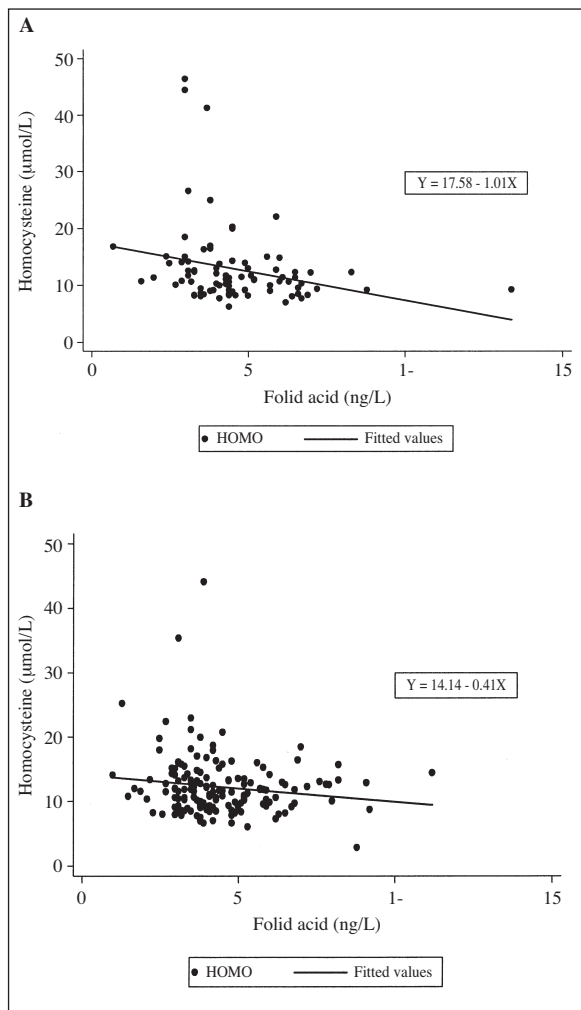 A
50
40
30
20
10
0
Homocysteine (μmol/L)
Y = 17.58 - 1.01X
0 5 1- 15
Folid acid (ng/L)
HOMO Fitted values
B
50
40
30
20
10
0
Homocysteine (μmol/L)
Y = 14.14 - 0.41X
0 5 1- 15
Folid acid (ng/L)
HOMO Fitted values